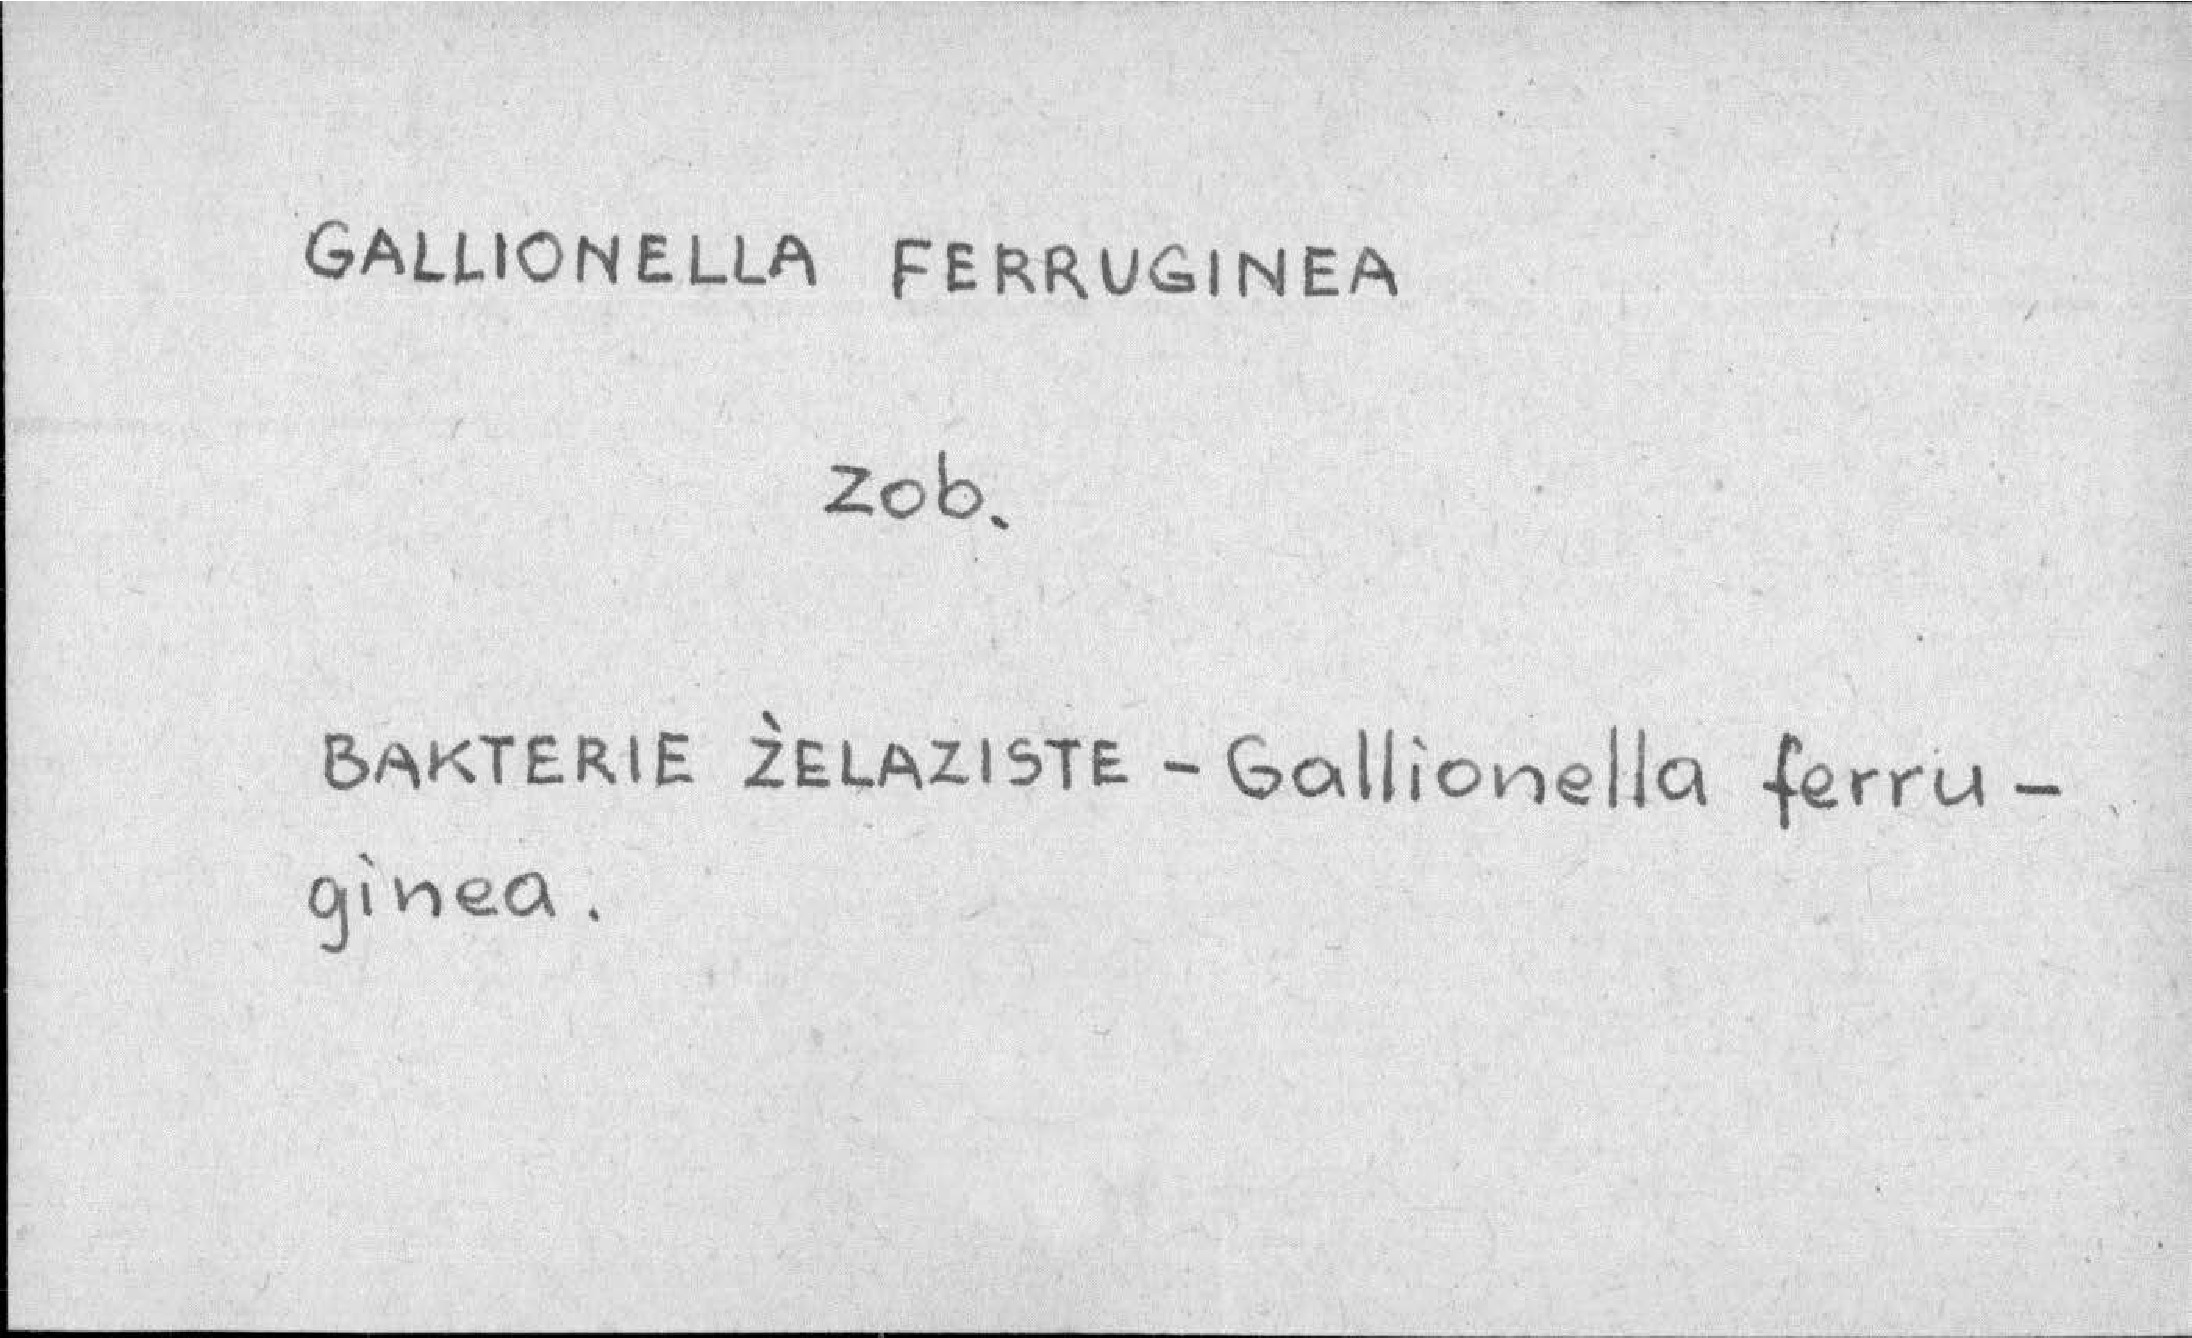 GALLIONELLA FERRUGINEA
zob.
BAKTERIE ŻELAZISTE - Gallionella ferru -
ginea.